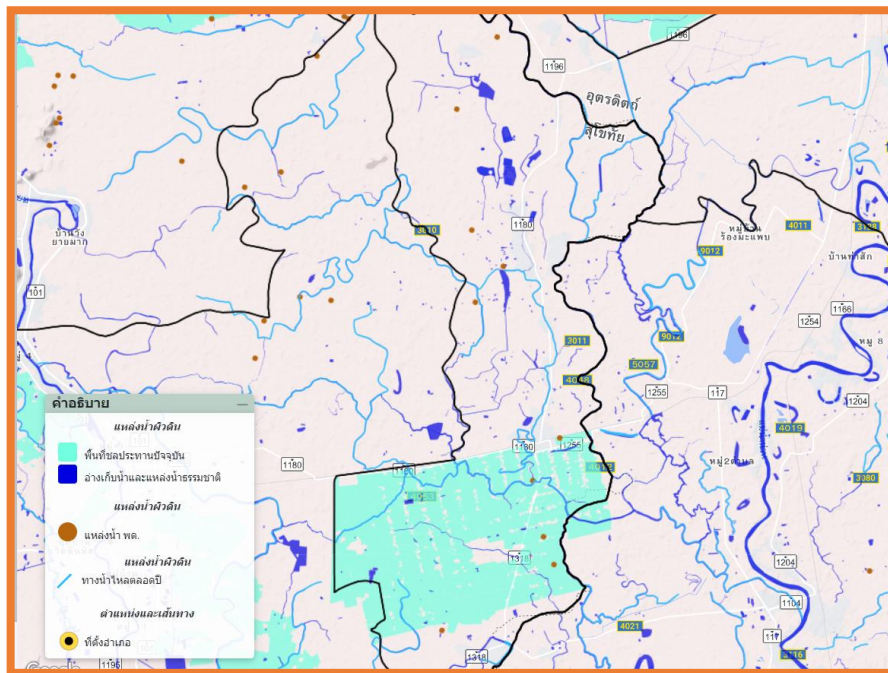 1196
1196
อุตรดิตถ์
สุโขทัย
3010
1180
4011
หมู่บ้าน
ร้องมะแพบ
9012
บ้านท่าสัก
บ้านวัง
ยายมาก
101
1166
1254
3011
9012
5057
หมู่ 8
4048
1255
117
1204
คำอธิบาย
แหล่งน้ำผิวดิน
พื้นที่ชลประทานปัจจุบัน
อ่างเก็บน้ำและแหล่งน้ำธรรมชาติ
แหล่งน้ำผิวดิน
แหล่งน้ำ พด.
แหล่งน้ำผิวดิน
ทางน้ำไหลตลอดปี
ตำแหน่งและเส้นทาง
ที่ตั้งอำเภอ
4019
1180
1255
1180
3080
1318
1204
1104
4021
117
1318
1195